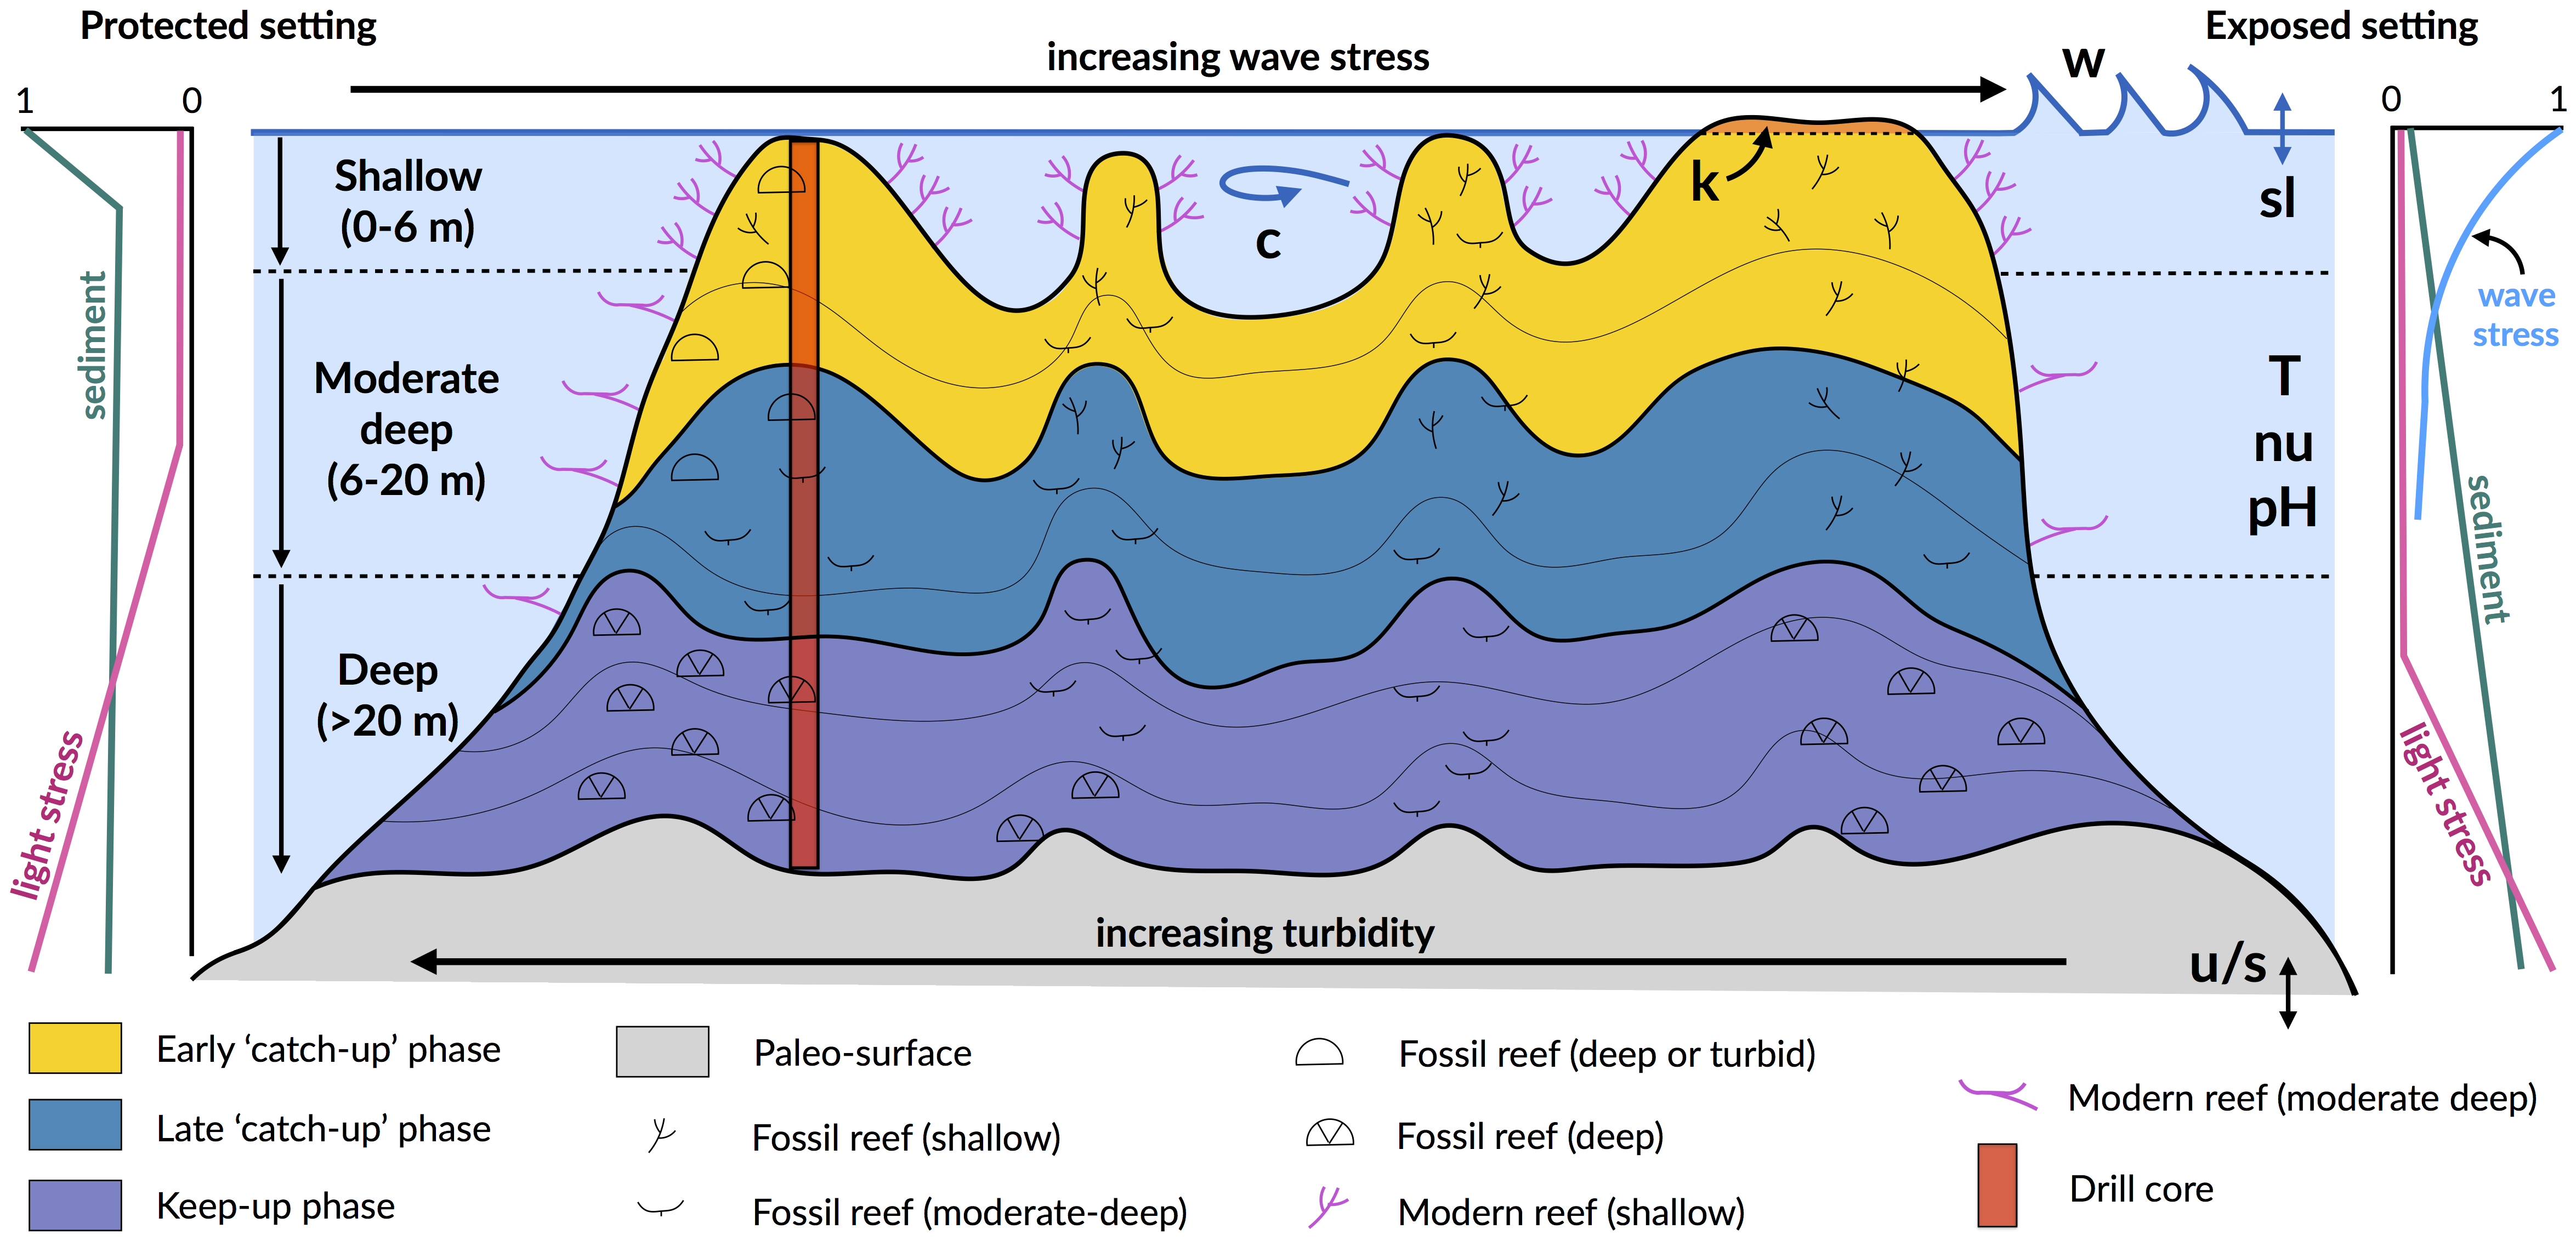 Protected setting
Exposed setting
increasing wave stress
w
1
0
0
1
Shallow
(0-6 m)
k
sl
c
sediment
wave
stress
Moderate
deep
(6-20 m)
T
nu
pH
sediment
Deep
(>20 m)
light stress
light stress
increasing turbidity
u/s
Early ‘catch-up’ phase
Late ‘catch-up’ phase
Keep-up phase
Paleo-surface
Fossil reef (shallow)
Fossil reef (moderate-deep)
Fossil reef (deep or turbid)
Fossil reef (deep)
Modern reef (shallow)
Modern reef (moderate deep)
Drill core